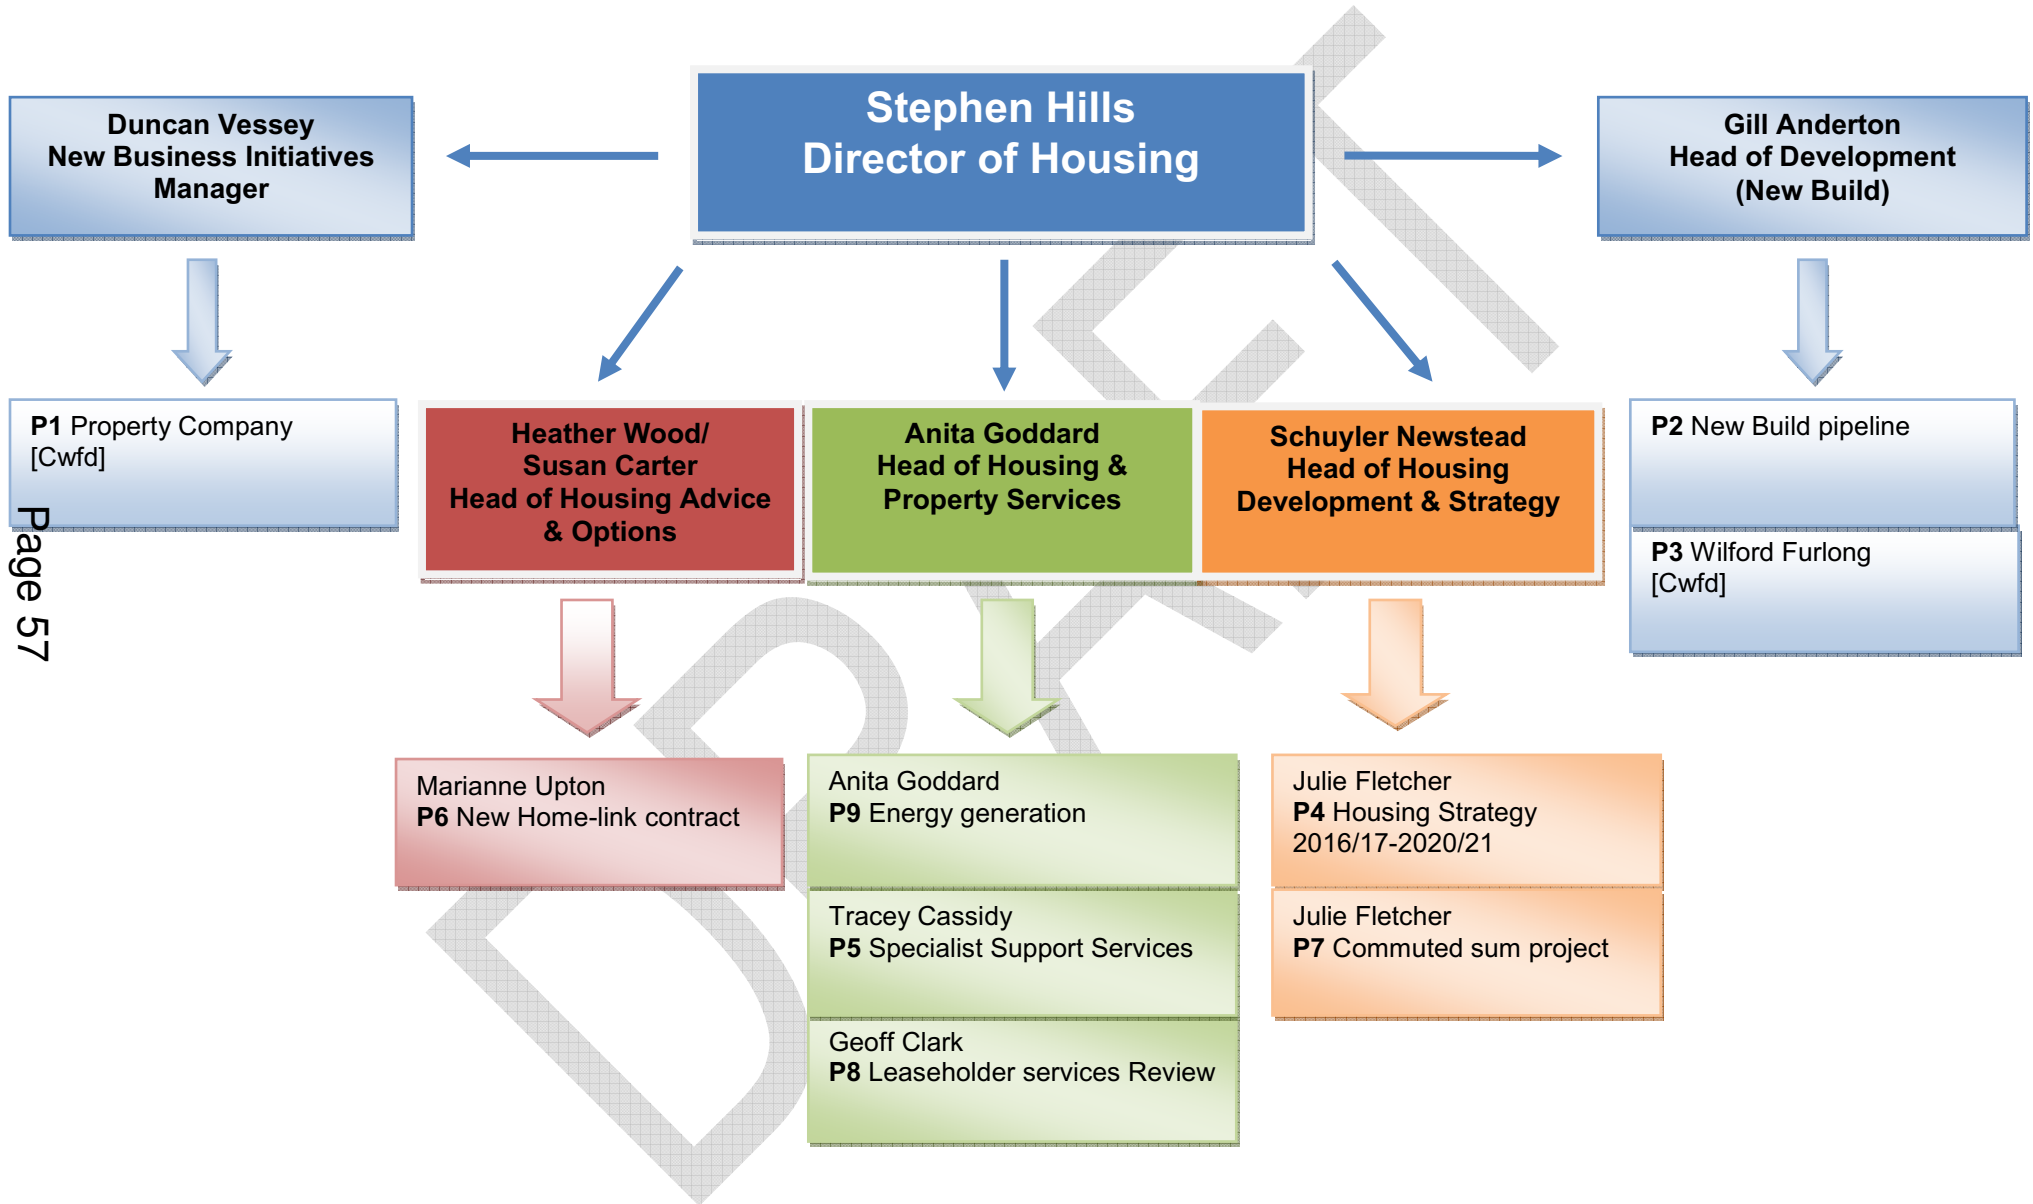 Stephen Hills
Director of Housing
Duncan Vessey
New Business Initiatives
Manager
Gill Anderton
Head of Development
(New Build)
P1 Property Company
[Cwfd]
Heather Wood/
Susan Carter
Head of Housing Advice
& Options
Anita Goddard
Head of Housing &
Property Services
Schuyler Newstead
Head of Housing
Development & Strategy
P2 New Build pipeline
P3 Wilford Furlong
[Cwfd]
Marianne Upton
P6 New Home-link contract
Anita Goddard
P9 Energy generation
Tracey Cassidy
P5 Specialist Support Services
Geoff Clark
P8 Leaseholder services Review
Julie Fletcher
P4 Housing Strategy
2016/17-2020/21
Julie Fletcher
P7 Commuted sum project
Page 57
DRAFT